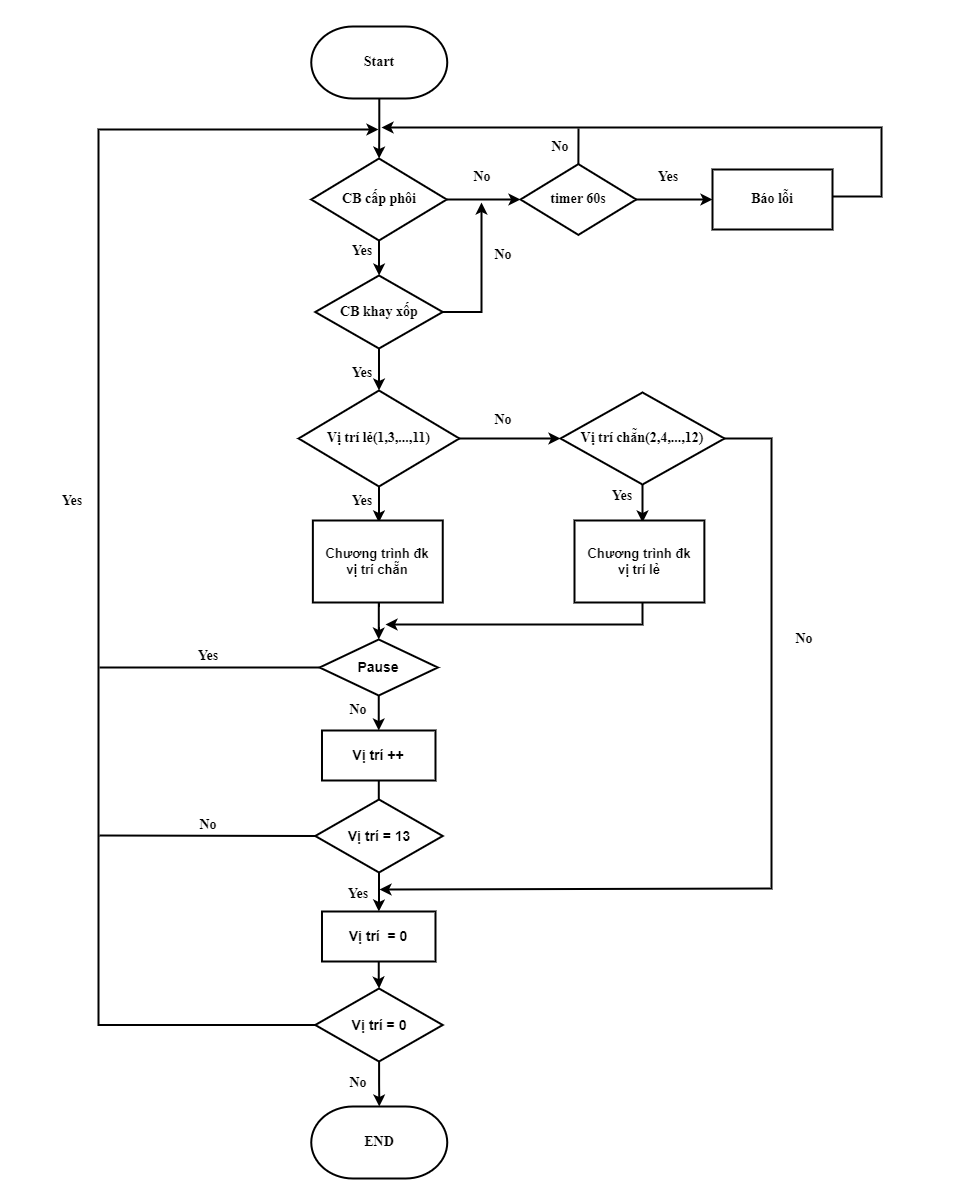 Start
No
CB cấp phôi
No
timer 60s
Yes
Báo lỗi
Yes
No
CB khay xốp
Yes
Vị trí lẻ(1,3,...,11)
No
Vị trí chẵn(2,4,...,12)
Yes
Yes
Yes
Chương trình đk
vị trí chẵn
Chương trình đk
vị trí lẻ
No
Yes
Pause
No
Vị trí ++
No
Vị trí = 13
Yes
Vị trí = 0
Vị trí = 0
No
END